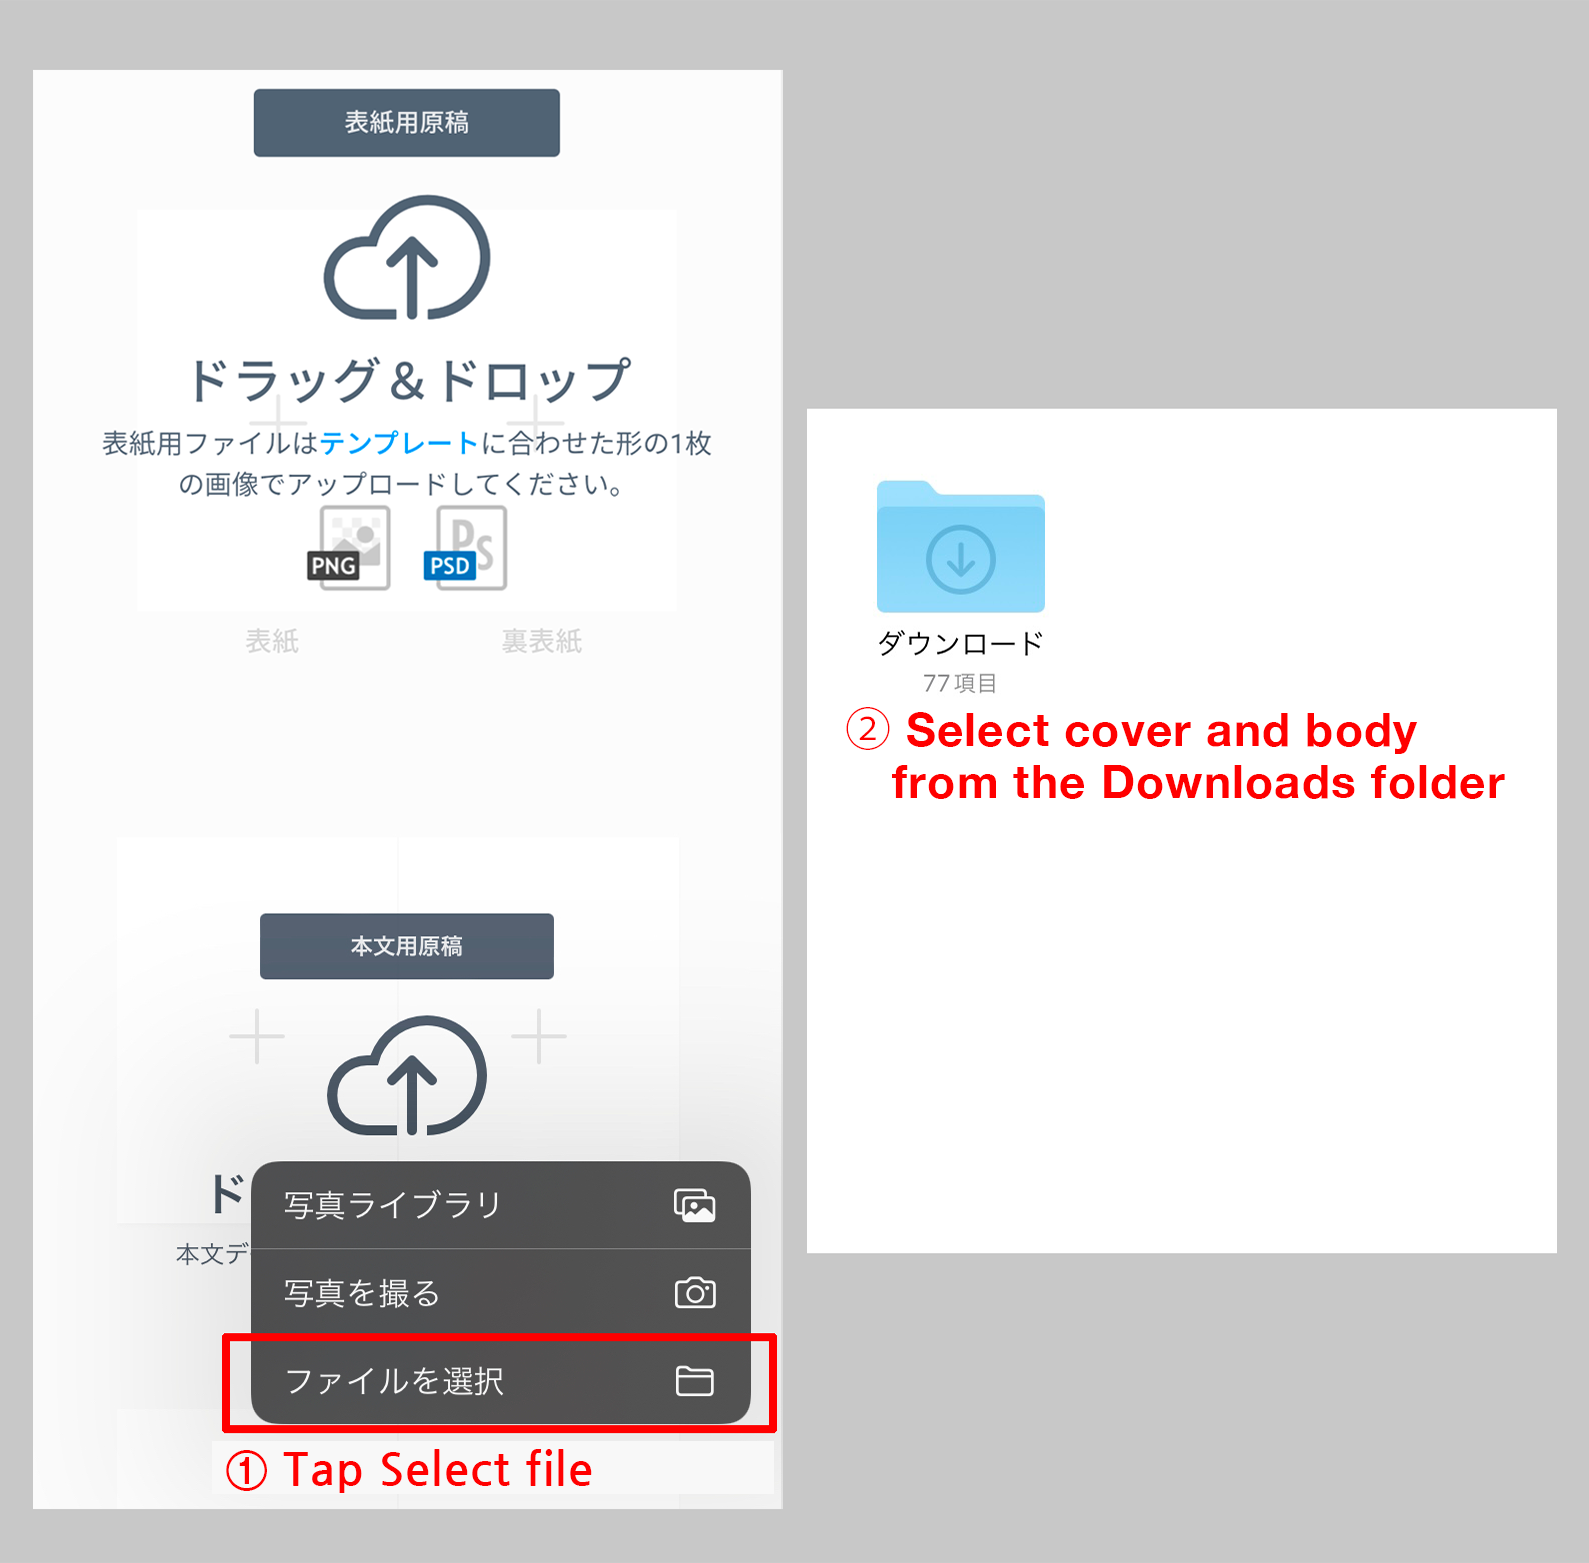 表紙用原稿
ドラッグ＆ドロップ
表紙用ファイルはテンプレートに合わせた形の1枚
の画像でアップロードしてください。
PNG
Ps
PSD
表紙
裏表紙
本文用原稿
ド
本文デ
写真ライブラリ
写真を撮る
ファイルを選択
① Tap Select file
ダウンロード
77項目
② Select cover and body
from the Downloads folder